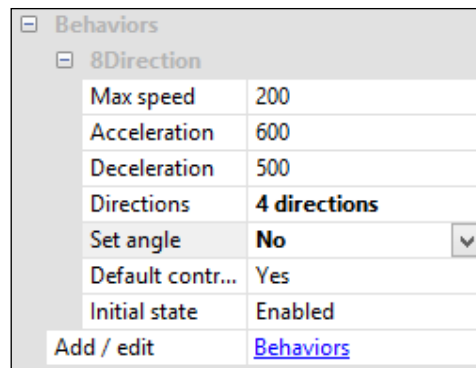 Behaviors
8Direction
Max speed 200
Acceleration 600
Deceleration 500
Directions 4 directions
Set angle No
Default contr... Yes
Initial state Enabled
Add / edit Behaviors